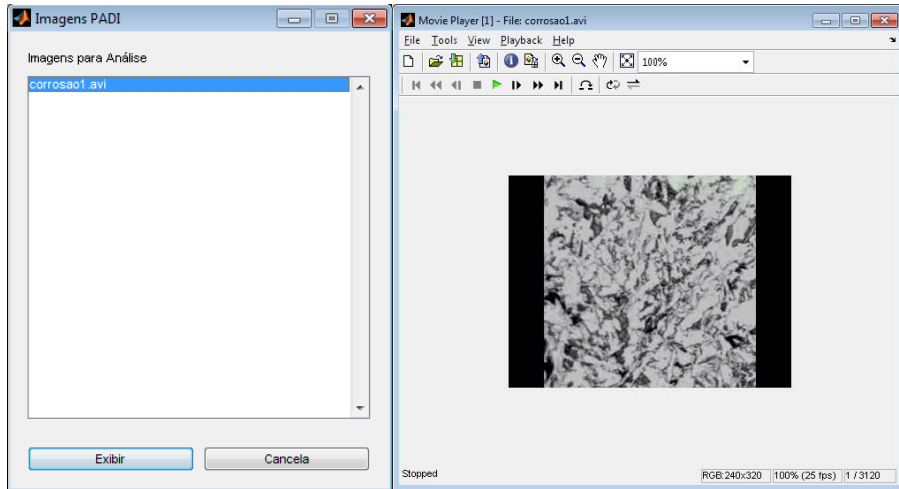 Imagens PADI
Imagens para Análise
corrosao1.avi
Exibir
Cancela
Movie Player [1] - File: corrosao1.avi
File Tools View Playback Help
100%
Stopped
RGB:240x320 100% (25 fps) 1 / 3120